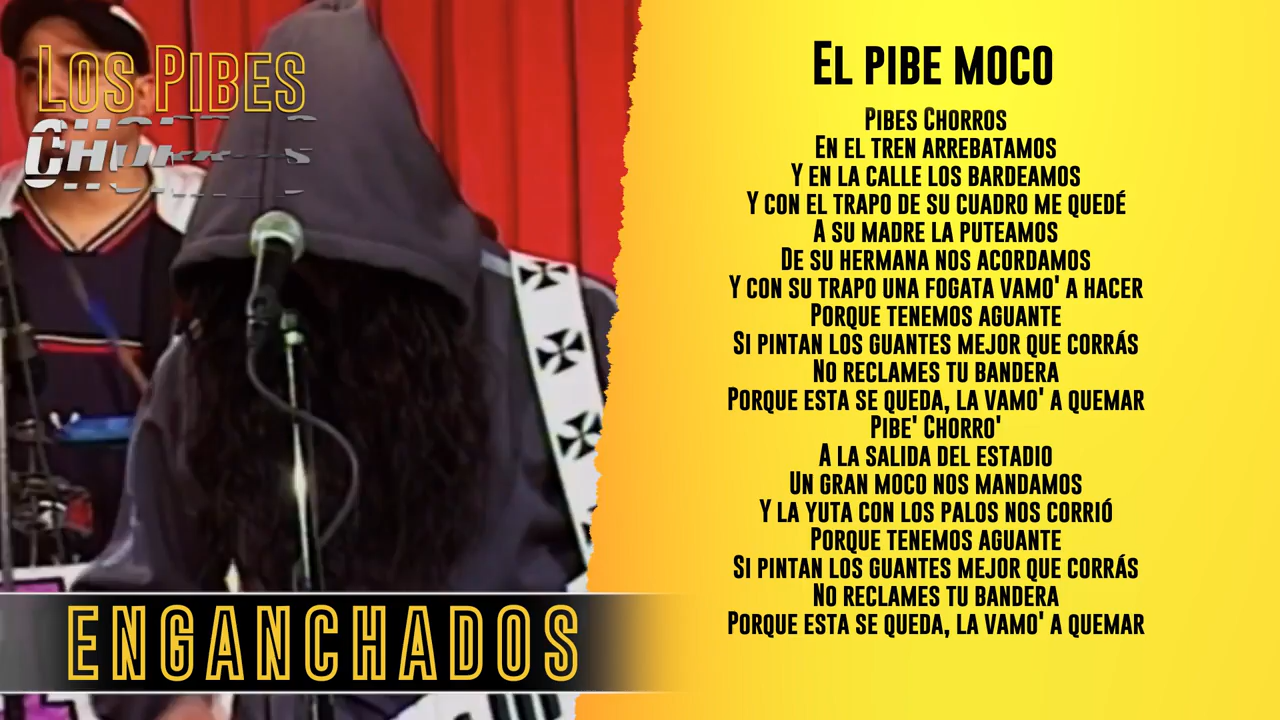 Los Pibes
Chorros
ENGANCHADOS
El pibe moco
Pibes Chorros
En el tren arrebatamos
Y en la calle los bardeamos
Y con el trapo de su cuadro me quedé
A su madre la puteamos
De su hermana nos acordamos
Y con su trapo una fogata vamo' a hacer
Porque tenemos aguante
Si pintan los guantes mejor que corrás
No reclames tu bandera
Porque esta se queda, la vamo' a quemar
Pibe' Chorro'
A la salida del estadio
Un gran moco nos mandamos
Y la yuta con los palos nos corrió
Porque tenemos aguante
Si pintan los guantes mejor que corrás
No reclames tu bandera
Porque esta se queda, la vamo' a quemar